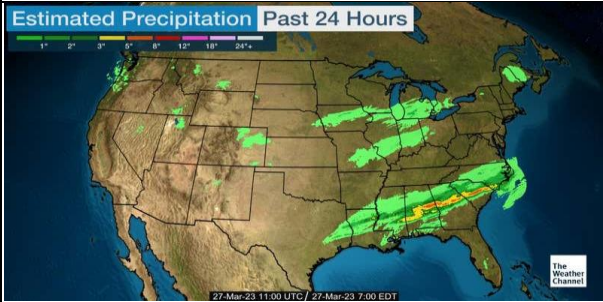 Estimated Precipitation Past 24 Hours
1" 2" 3" 5" 8" 12" 18" 24"+
The
Weather
Channel
27-Mar-23 11:00 UTC / 27-Mar-23 7:00 EDT